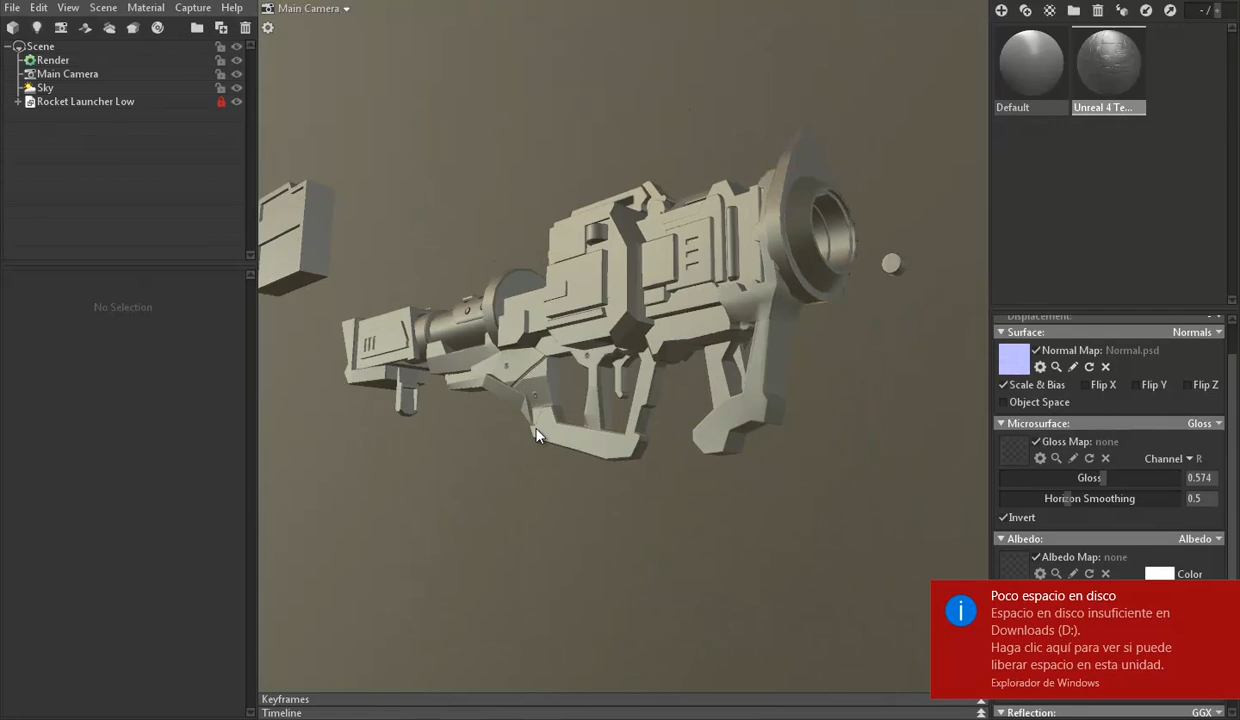 File Edit View Scene Material Capture Help
Main Camera
- /
Scene
Render
Main Camera
Sky
Rocket Launcher Low
No Selection
Default
Unreal 4 Te...
Displacement:
Surface: Normals
Normal Map: Normal.psd
Scale & Bias Flip X Flip Y Flip Z
Object Space
Microsurface: Gloss
Gloss Map: none
Channel R
Gloss 0.574
Horizon Smoothing 0.5
Invert
Albedo: Albedo
Albedo Map: none
Color
Poco espacio en disco
Espacio en disco insuficiente en
Downloads (D:).
Haga clic aquí para ver si puede
liberar espacio en esta unidad.
Explorador de Windows
Keyframes
Timeline
Reflection: GGX